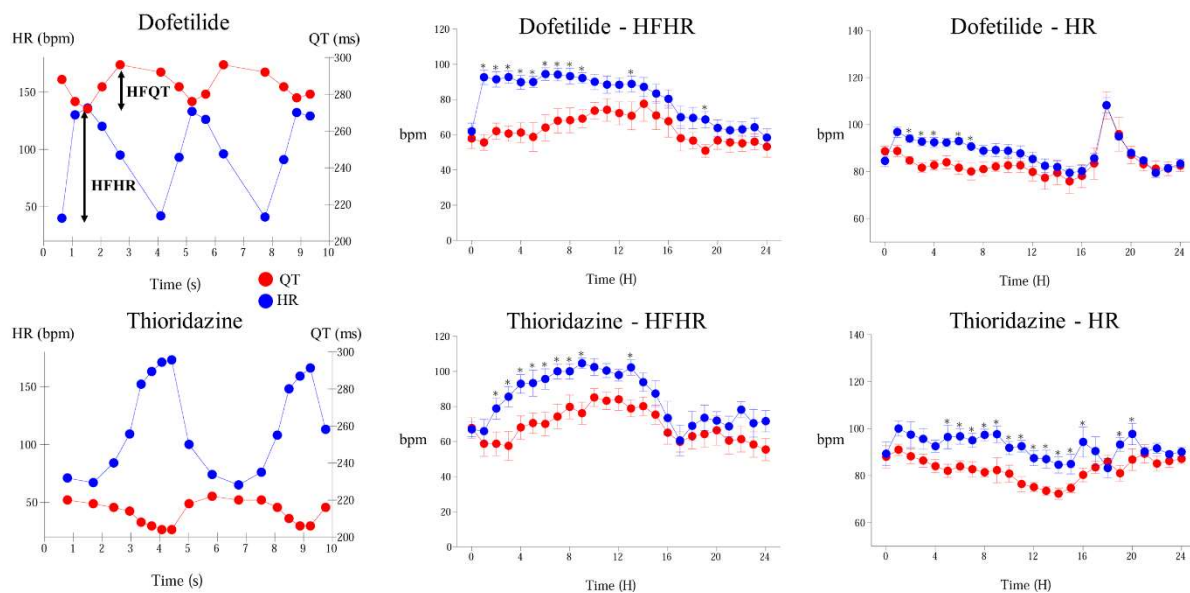 Dofetilide
HR (bpm)
QT (ms)
150
100
50
300
280
260
240
220
200
HFQT
HFHR
0 1 2 3 4 5 6 7 8 9 10
Time (s)
QT
HR
Dofetilide - HFHR
120
100
80
60
40
20
0
bpm
* * * * * * * * * * *
0 4 8 12 16 20 24
Time (H)
Dofetilide - HR
140
120
100
80
60
bpm
* * * * *
0 4 8 12 16 20 24
Time (H)
Thioridazine
HR (bpm)
QT (ms)
150
100
50
300
280
260
240
220
200
0 1 2 3 4 5 6 7 8 9 10
Time (s)
Thioridazine - HFHR
120
100
80
60
40
20
0
bpm
* * * * * * * * *
0 4 8 12 16 20 24
Time (H)
Thioridazine - HR
140
120
100
80
60
bpm
* * * * * * * * * * * * * *
0 4 8 12 16 20 24
Time (H)